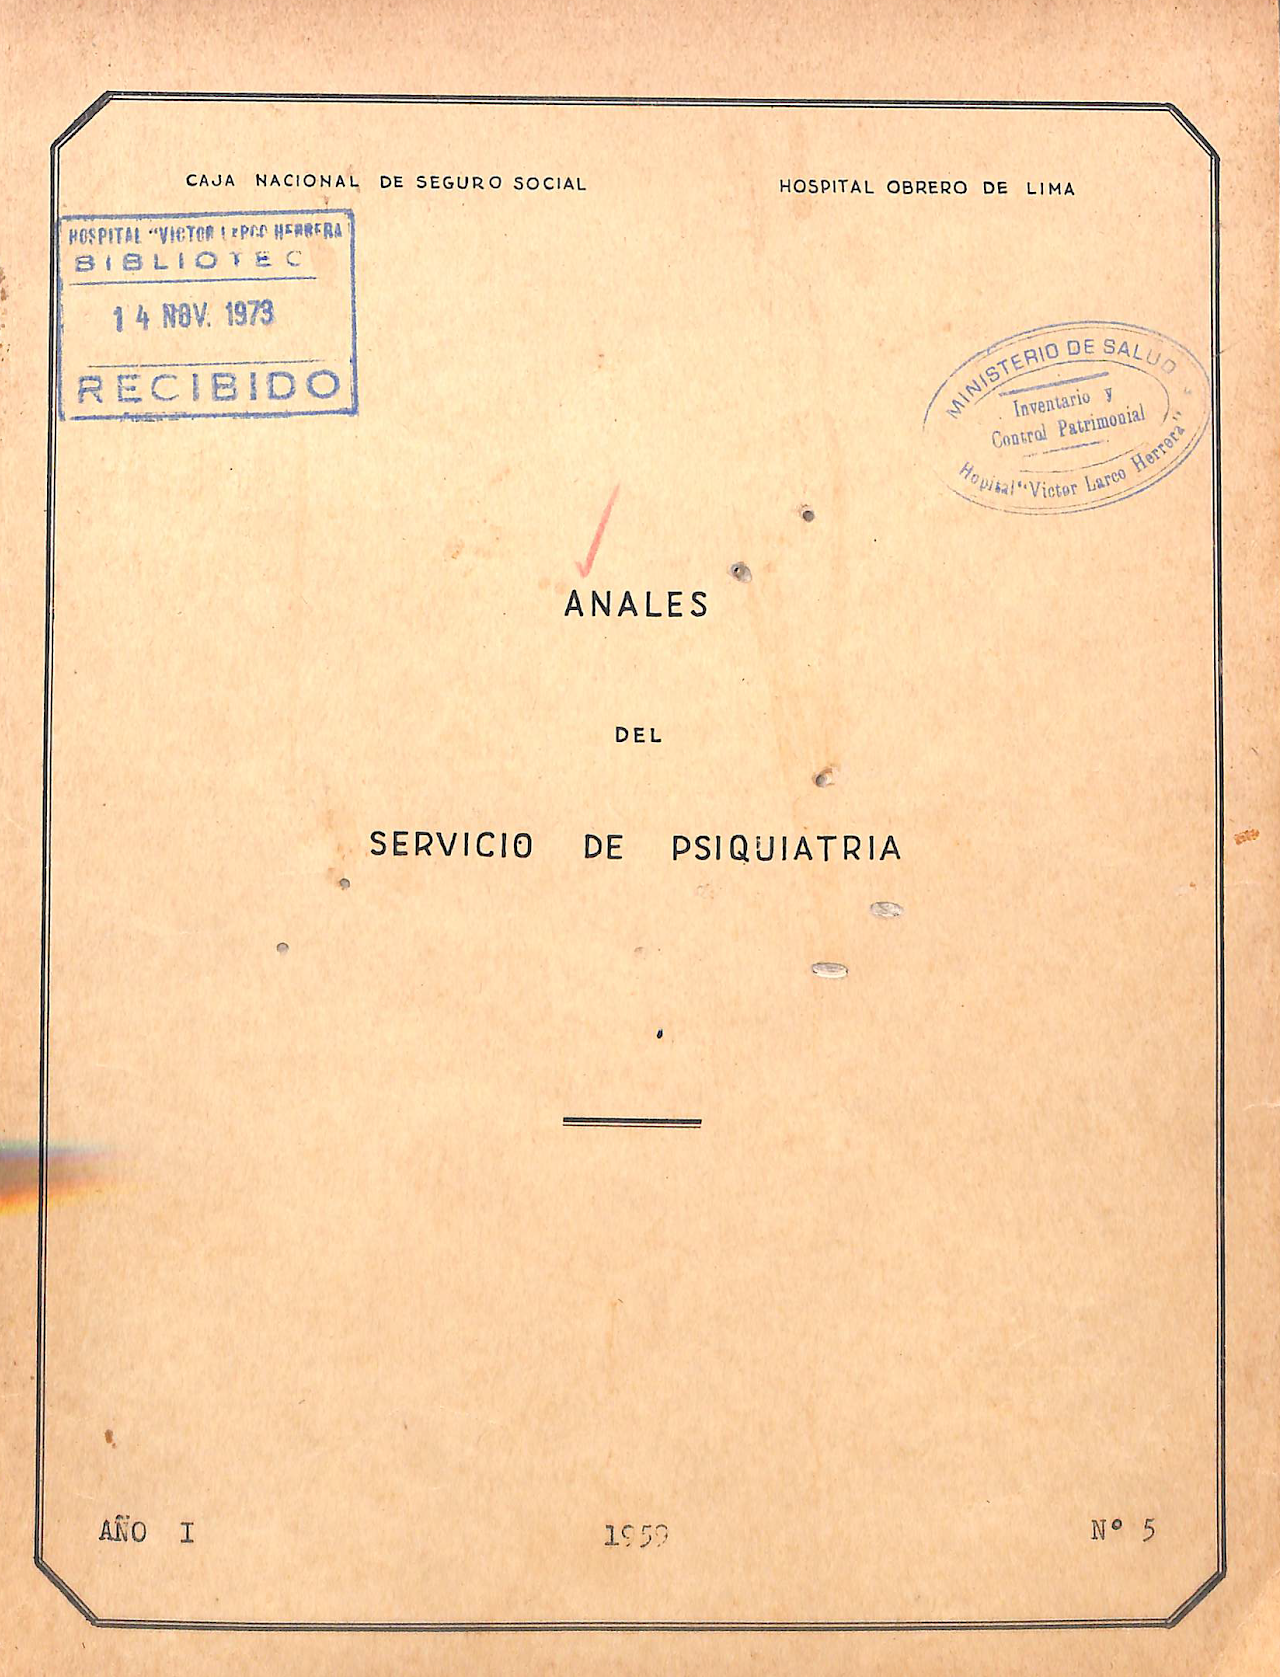 CAJA NACIONAL DE SEGURO SOCIAL
HOSPITAL OBRERO DE LIMA
HOSPITAL "VICTOR LARCO HERRERA
BIBLIOTEC
14 NOV. 1973
RECIBIDO
MINISTERIO DE SALUD
Inventario y
Control Patrimonial
Hopital "Victor Larco Herrera"
ANALES
DEL
SERVICIO DE PSIQUIATRIA
AÑO I
1959
Nº 5